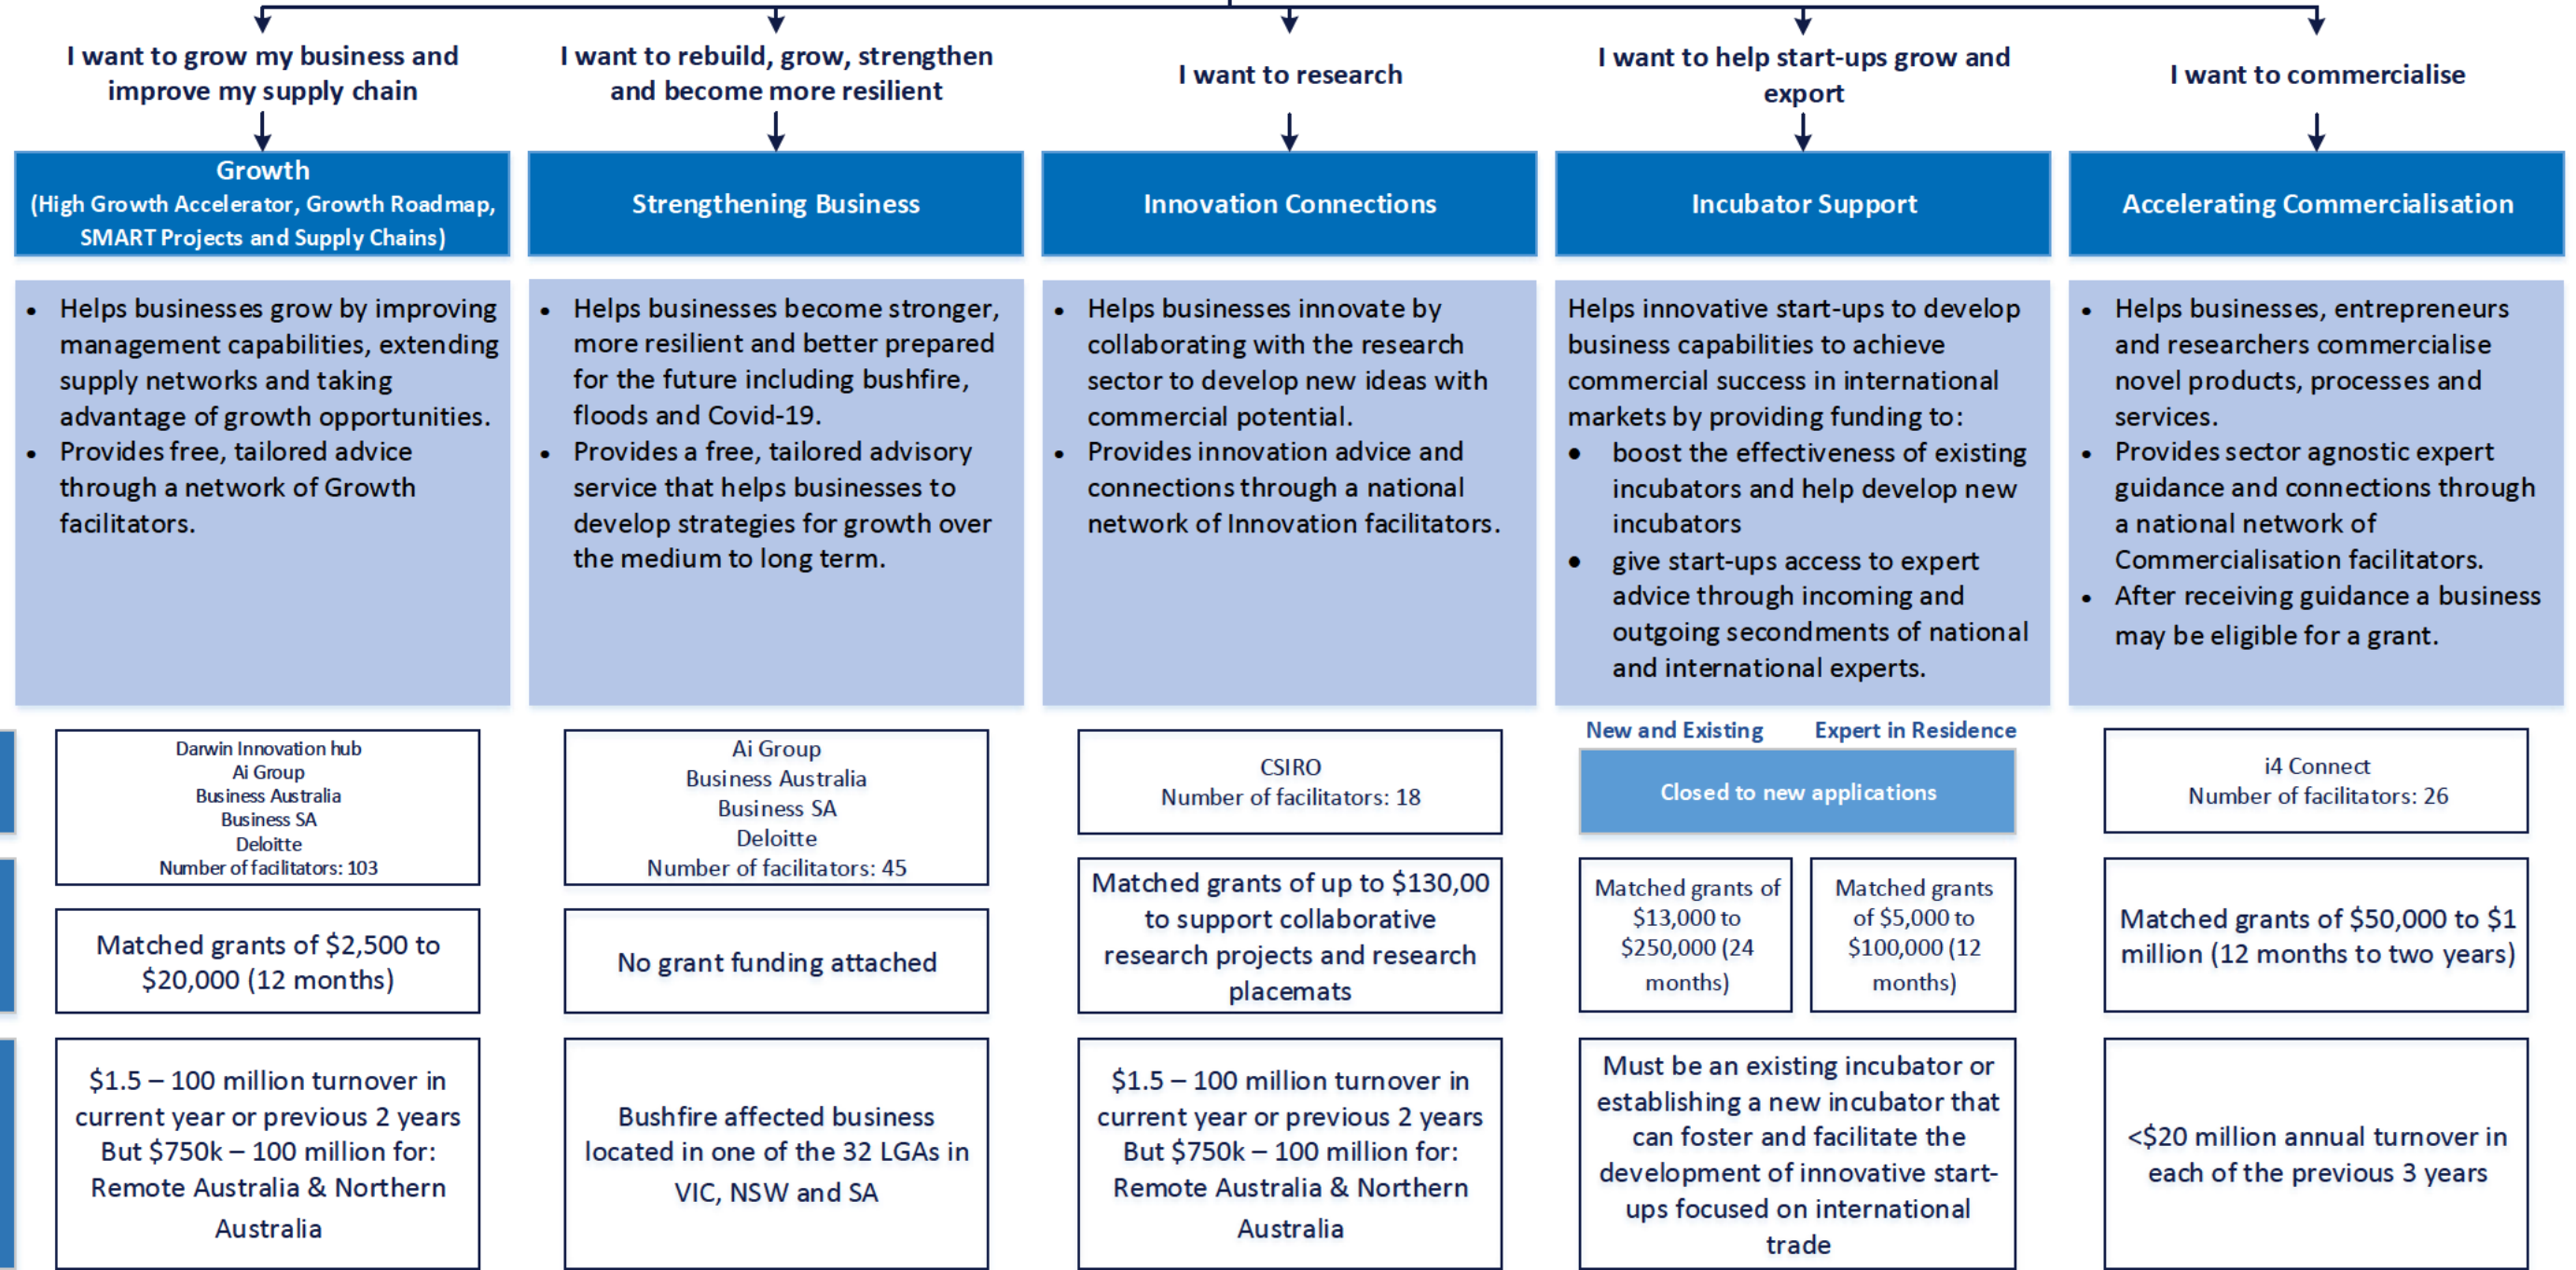 I want to grow my business and
improve my supply chain
I want to rebuild, grow, strengthen
and become more resilient
I want to research
I want to help start-ups grow and
export
I want to commercialise
Growth
(High Growth Accelerator, Growth Roadmap,
SMART Projects and Supply Chains)
Strengthening Business
Innovation Connections
Incubator Support
Accelerating Commercialisation
• Helps businesses grow by improving
management capabilities, extending
supply networks and taking
advantage of growth opportunities.
• Provides free, tailored advice
through a network of Growth
facilitators.
• Helps businesses become stronger,
more resilient and better prepared
for the future including bushfire,
floods and Covid-19.
• Provides a free, tailored advisory
service that helps businesses to
develop strategies for growth over
the medium to long term.
• Helps businesses innovate by
collaborating with the research
sector to develop new ideas with
commercial potential.
• Provides innovation advice and
connections through a national
network of Innovation facilitators.
Helps innovative start-ups to develop
business capabilities to achieve
commercial success in international
markets by providing funding to:
• boost the effectiveness of existing
incubators and help develop new
incubators
• give start-ups access to expert
advice through incoming and
outgoing secondments of national
and international experts.
• Helps businesses, entrepreneurs
and researchers commercialise
novel products, processes and
services.
• Provides sector agnostic expert
guidance and connections through
a national network of
Commercialisation facilitators.
• After receiving guidance a business
may be eligible for a grant.
Darwin Innovation hub
Ai Group
Business Australia
Business SA
Deloitte
Number of facilitators: 103
Ai Group
Business Australia
Business SA
Deloitte
Number of facilitators: 45
CSIRO
Number of facilitators: 18
New and Existing
Expert in Residence
Closed to new applications
i4 Connect
Number of facilitators: 26
Matched grants of $2,500 to
$20,000 (12 months)
No grant funding attached
Matched grants of up to $130,00
to support collaborative
research projects and research
placemats
Matched grants of
$13,000 to
$250,000 (24
months)
Matched grants
of $5,000 to
$100,000 (12
months)
Matched grants of $50,000 to $1
million (12 months to two years)
$1.5 – 100 million turnover in
current year or previous 2 years
But $750k – 100 million for:
Remote Australia & Northern
Australia
Bushfire affected business
located in one of the 32 LGAs in
VIC, NSW and SA
$1.5 – 100 million turnover in
current year or previous 2 years
But $750k – 100 million for:
Remote Australia & Northern
Australia
Must be an existing incubator or
establishing a new incubator that
can foster and facilitate the
development of innovative start-
ups focused on international
trade
<$20 million annual turnover in
each of the previous 3 years